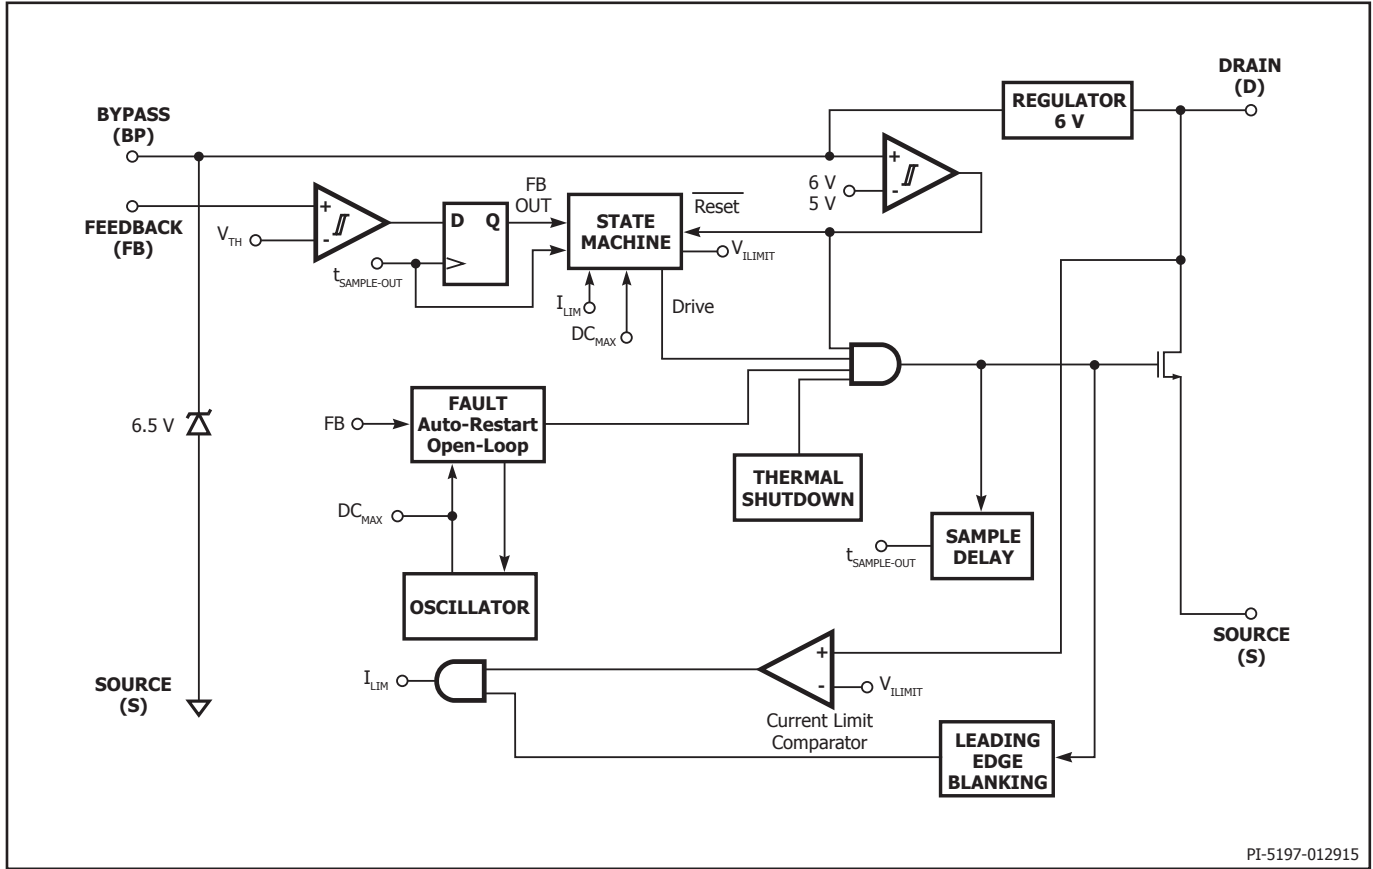 DRAIN
(D)
REGULATOR
6 V
BYPASS
(BP)
+
6 V
5 V
-
FB
OUT
Reset
FEEDBACK
(FB)
+
V_TH
-
D Q
STATE
MACHINE
V_ILIMIT
t_SAMPLE-OUT
I_LIM
Drive
DC_MAX
6.5 V
FB
FAULT
Auto-Restart
Open-Loop
THERMAL
SHUTDOWN
DC_MAX
SAMPLE
DELAY
t_SAMPLE-OUT
OSCILLATOR
SOURCE
(S)
+
-
V_ILIMIT
I_LIM
SOURCE
(S)
Current Limit
Comparator
LEADING
EDGE
BLANKING
PI-5197-012915